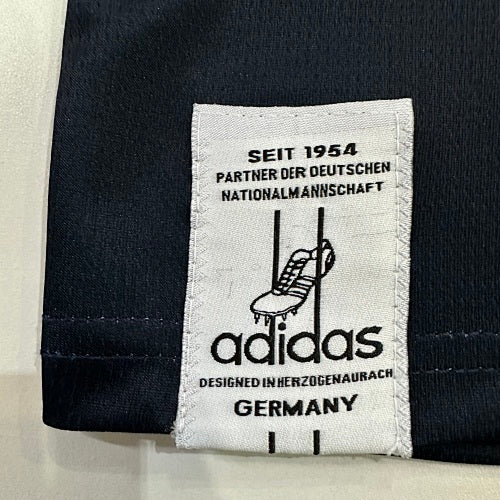 SEIT 1954
PARTNER DER DEUTSCHEN
NATIONALMANNSCHAFT
adidas
DESIGNED IN HERZOGENAURACH
GERMANY